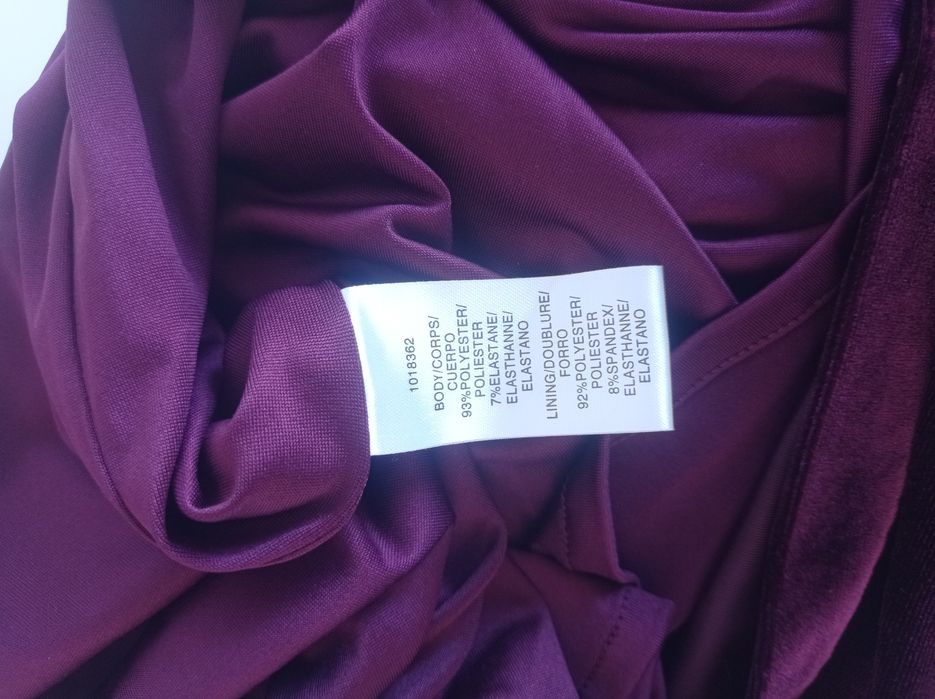 1018362
BODY/CORPS/
CUERPO
93%POLYESTER/
POLIESTER
7%ELASTANE/
ELASTHANNE/
ELASTANO
LINING/DOUBLURE/
FORRO
92%POLYESTER/
POLIESTER
8%SPANDEX/
ELASTHANNE/
ELASTANO